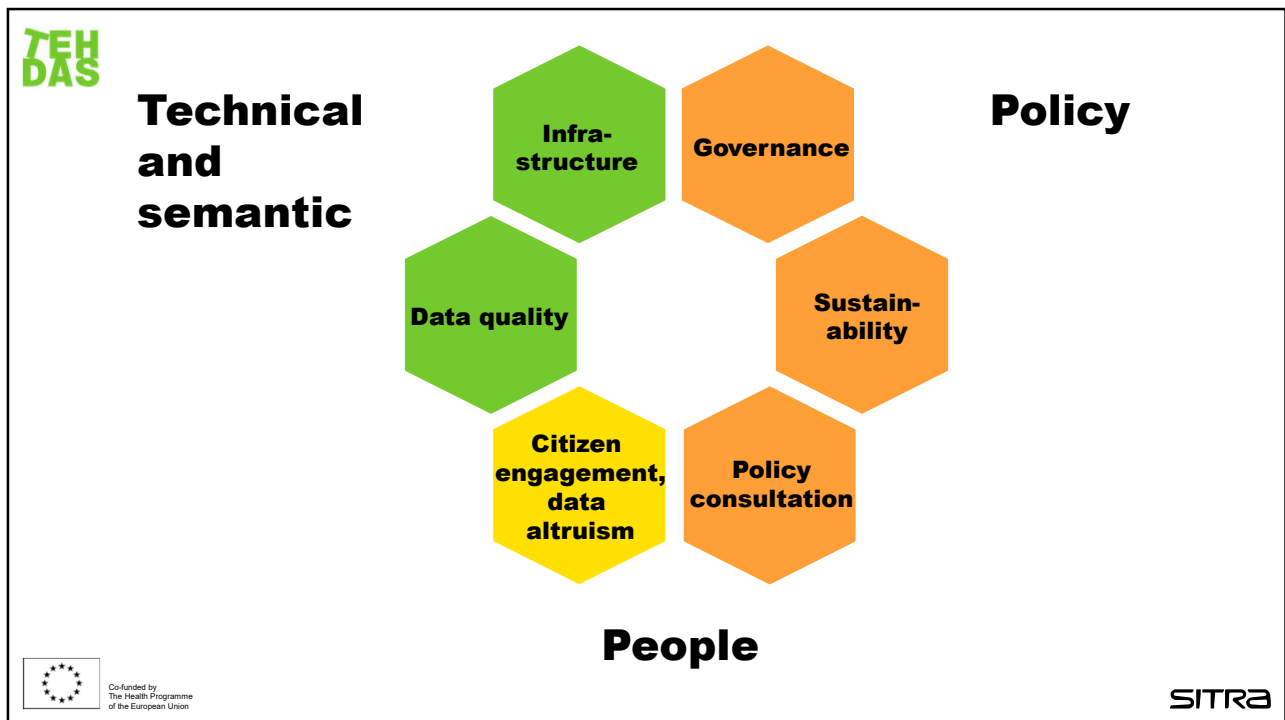 TEH
DAS
Technical
and
semantic
Policy
Infra-
structure
Governance
Data quality
Sustain-
ability
Citizen
engagement,
data
altruism
Policy
consultation
People
Co-funded by
The Health Programme
of the European Union
SITRA